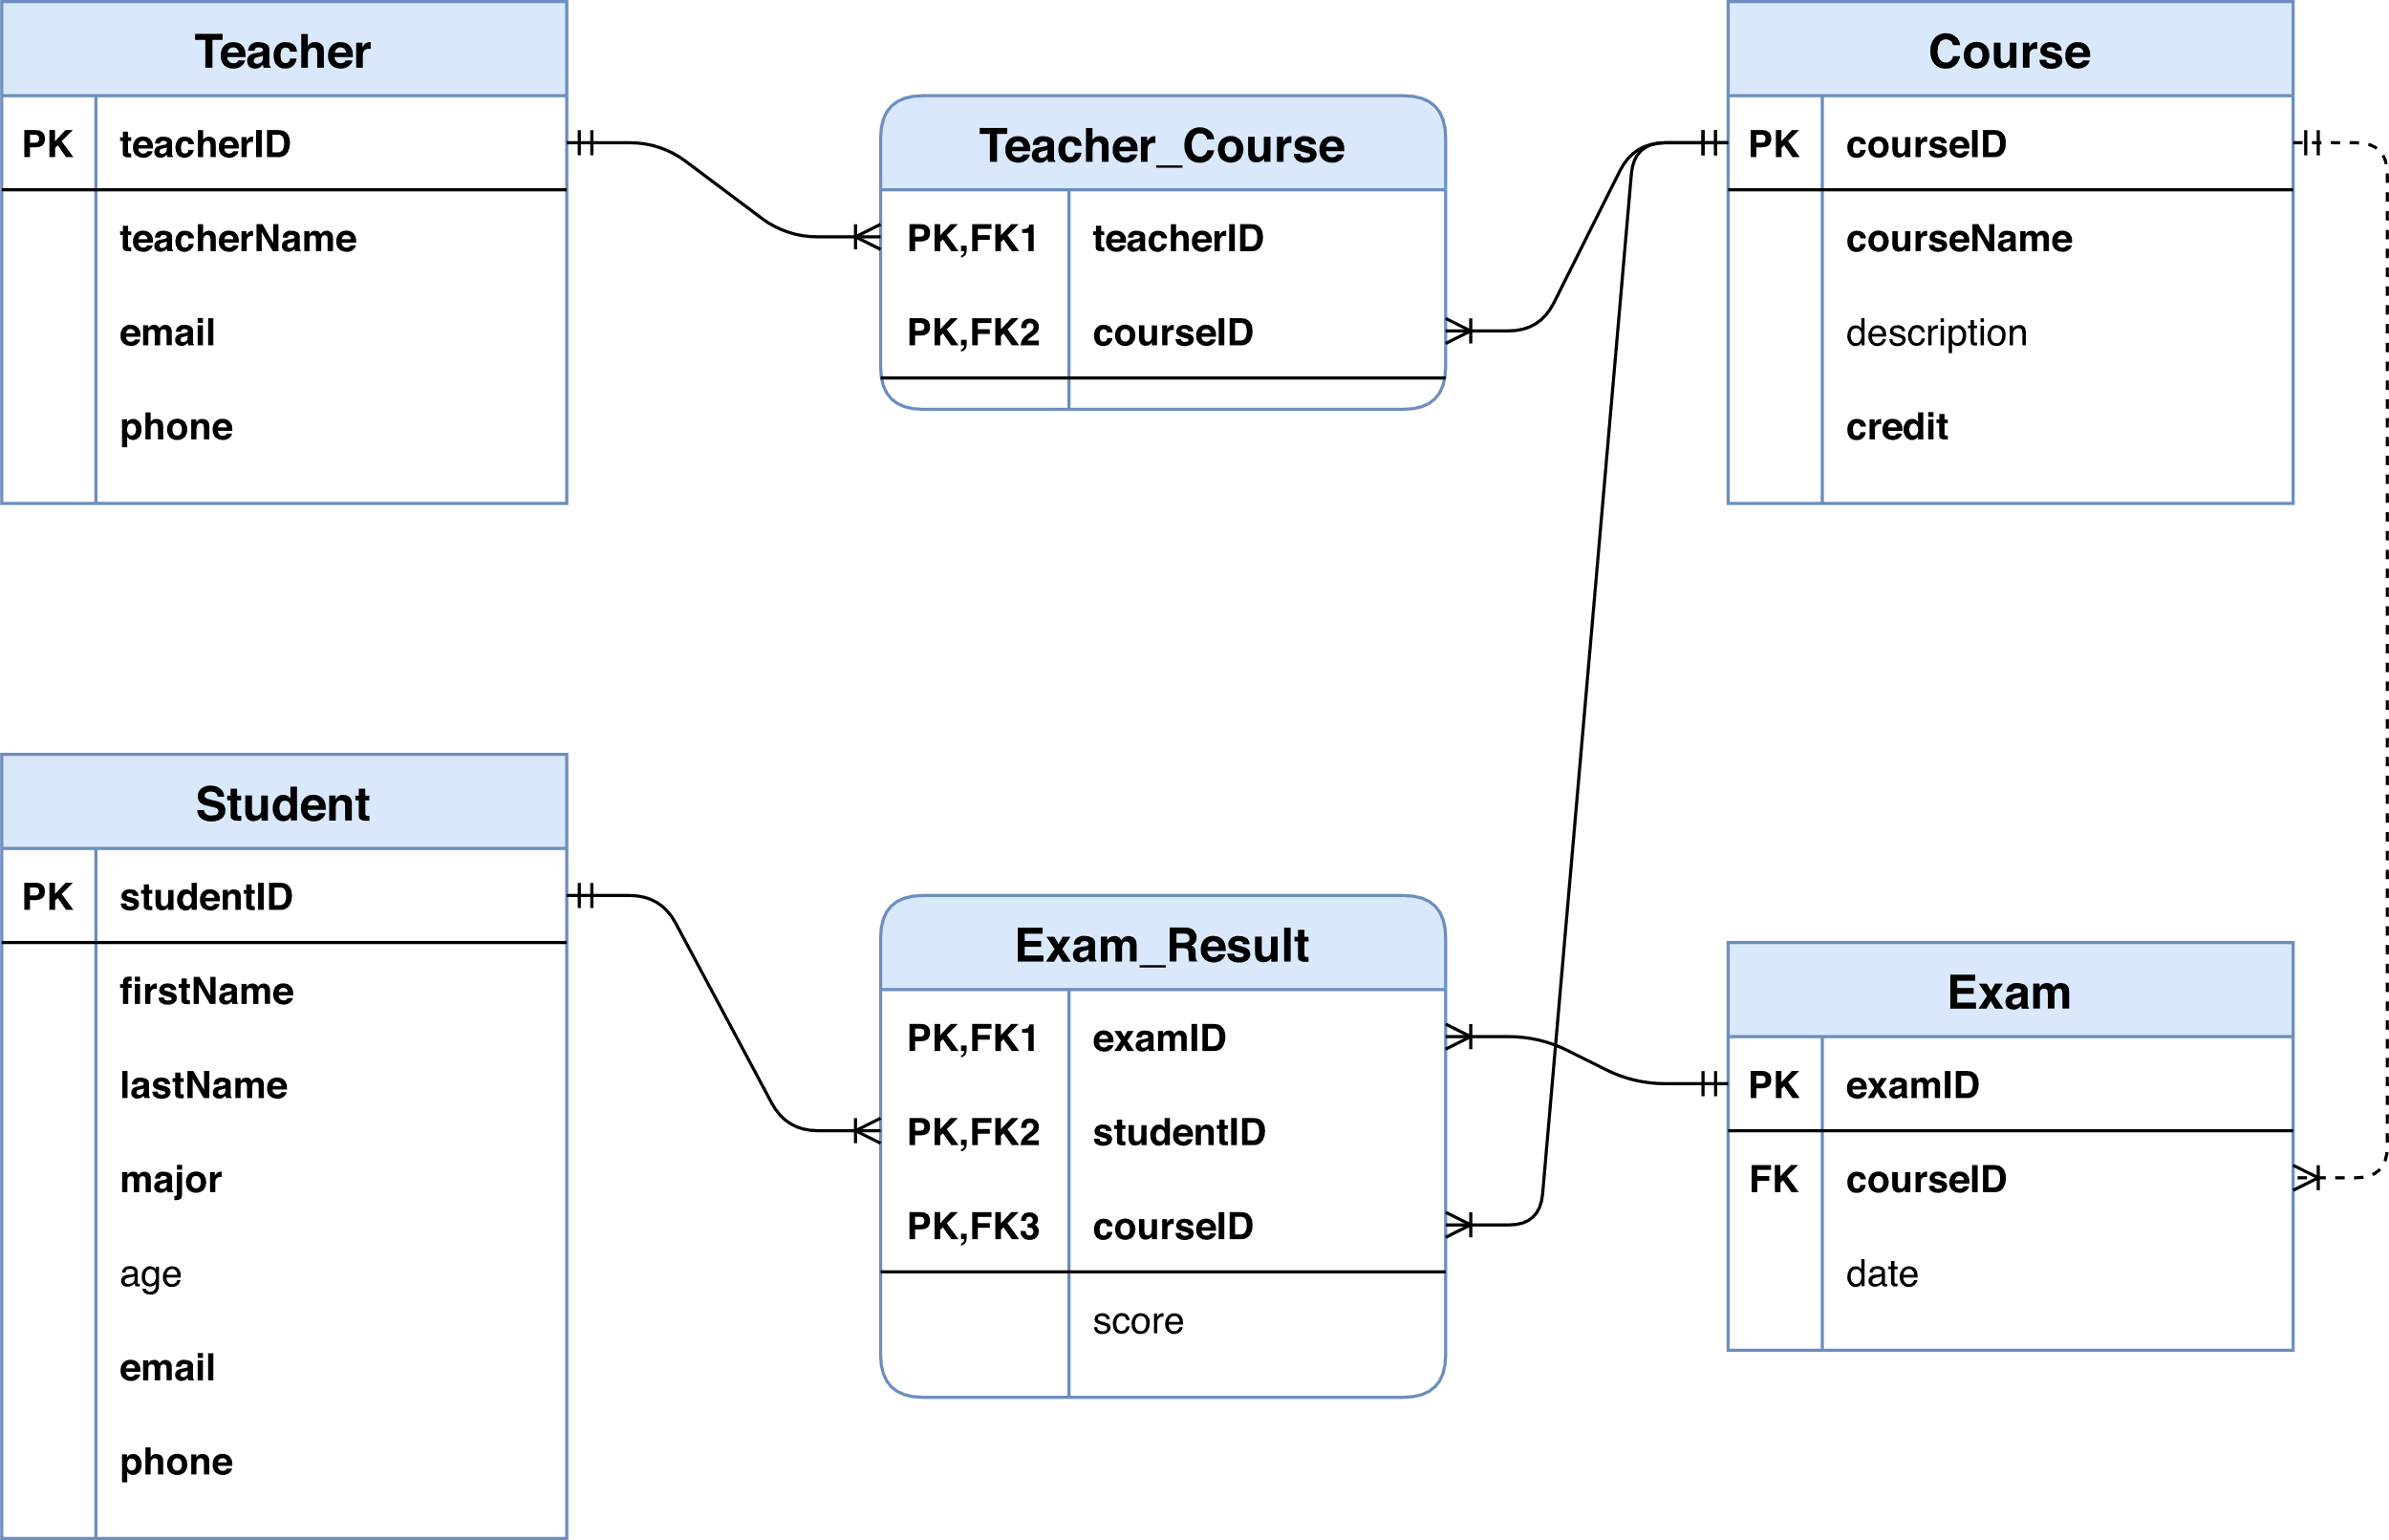 Teacher
PK teacherID
teacherName
email
phone
Teacher_Course
PK,FK1 teacherID
PK,FK2 courseID
Course
PK courseID
courseName
description
credit
Student
PK studentID
firstName
lastName
major
age
email
phone
Exam_Result
PK,FK1 examID
PK,FK2 studentID
PK,FK3 courseID
score
Exam
PK examID
FK courseID
date